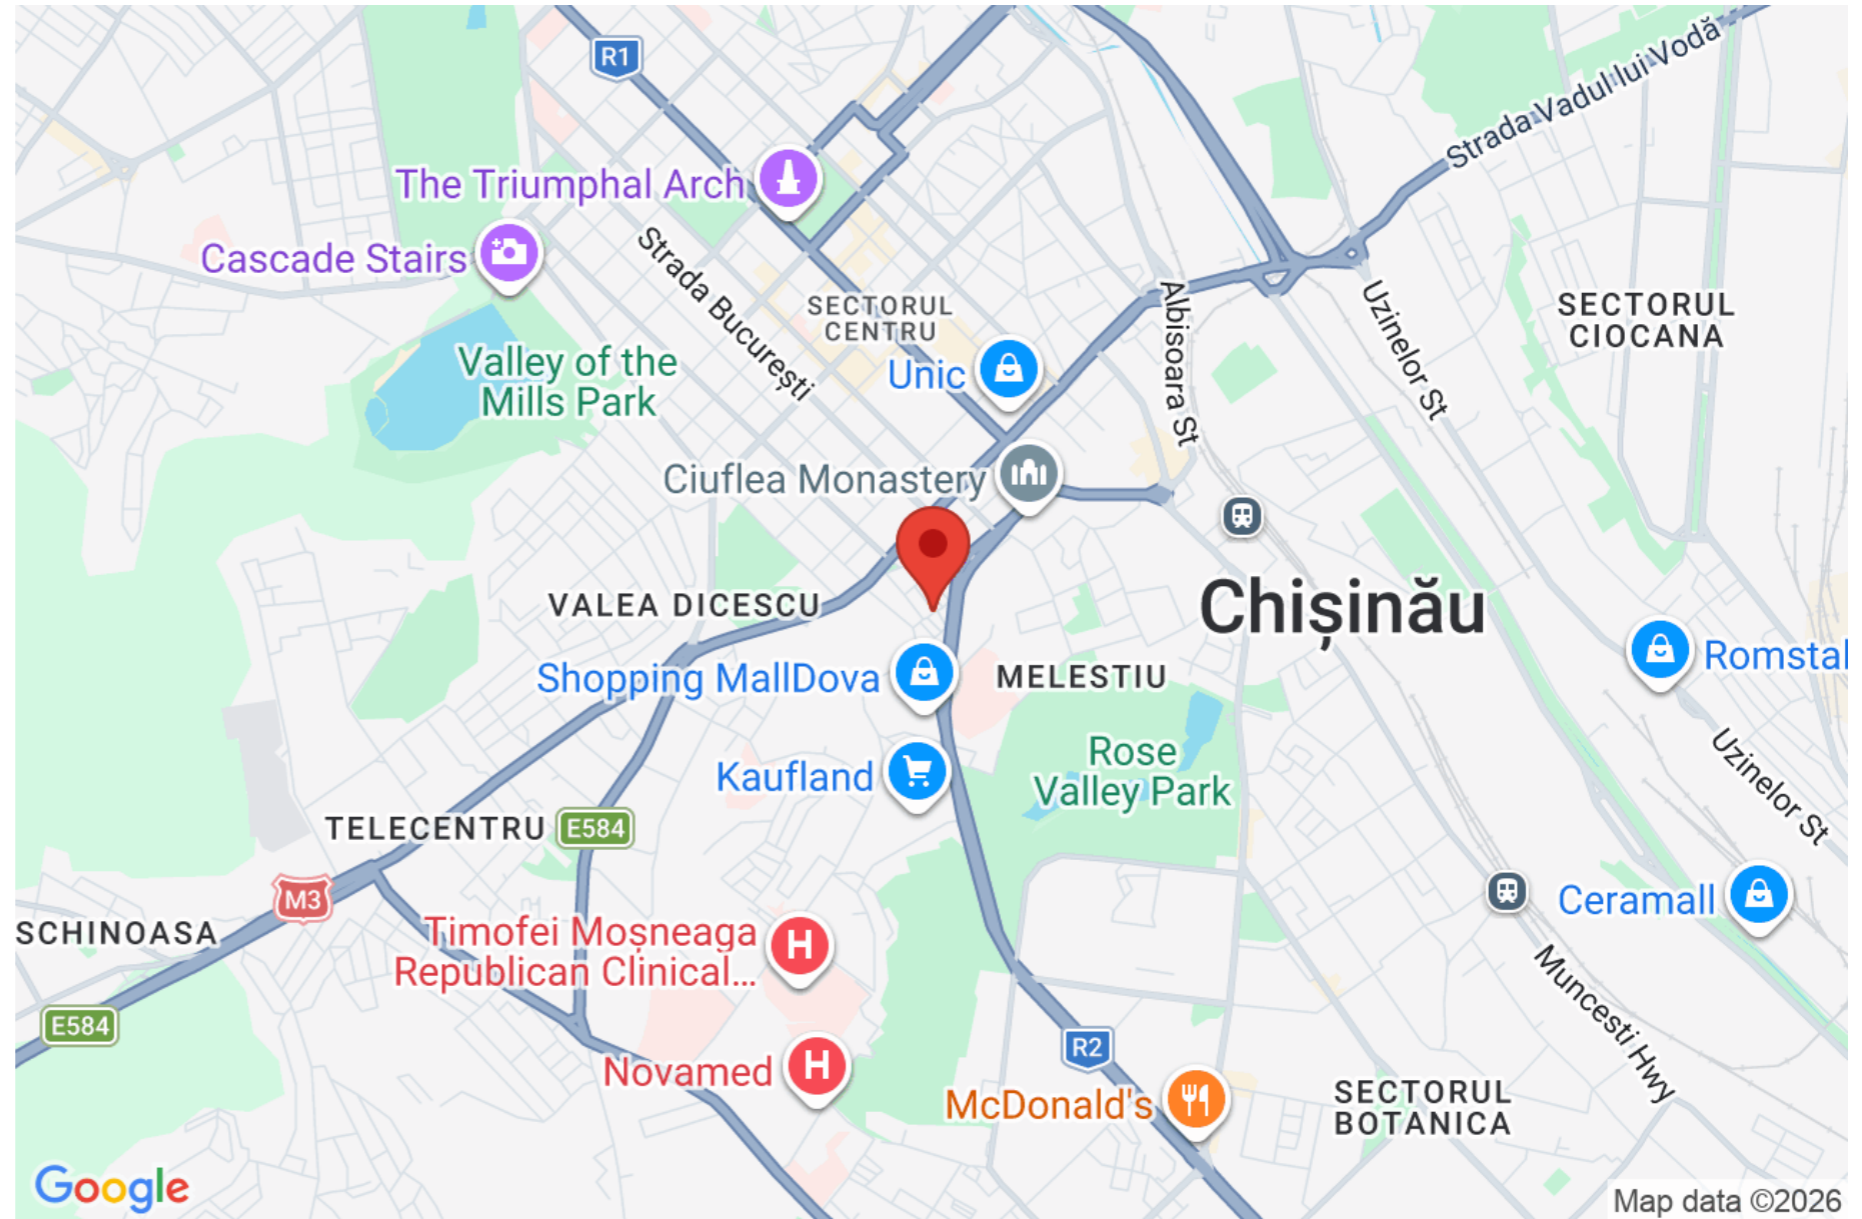 R1
Strada Vadul lui Vodă
The Triumphal Arch
Cascade Stairs
Strada București
SECTORUL
CENTRU
Albisoara St
Uzinelor St
SECTORUL
CIOCANA
Valley of the
Mills Park
Unic
Ciuflea Monastery
VALEA DICESCU
Chișinău
Shopping MallDova
MELESTIU
Romstal
Rose
Valley Park
Kaufland
Uzinelor St
TELECENTRU
E584
M3
SCHINOASA
Timofei Moșneaga
Republican Clinical...
H
Ceramall
E584
Muncesti Hwy
R2
Novamed
H
McDonald's
SECTORUL
BOTANICA
Google
Map data ©2026